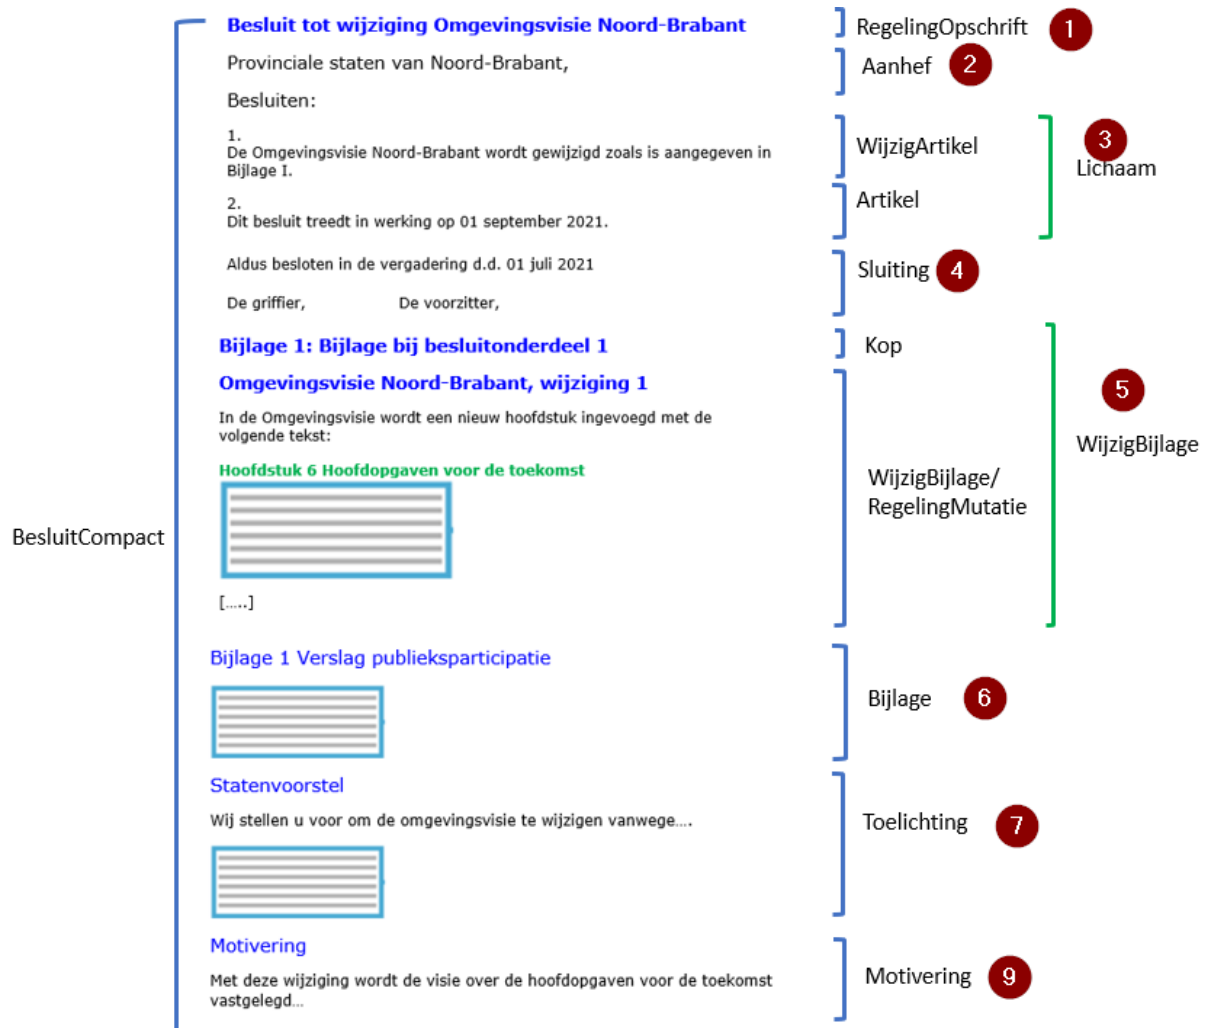 Besluit tot wijziging Omgevingsvisie Noord-Brabant
RegelingOpschrift 1
Provinciale staten van Noord-Brabant,
Aanhef 2
Besluiten:
1.
De Omgevingsvisie Noord-Brabant wordt gewijzigd zoals is aangegeven in
Bijlage I.
WijzigArtikel
3
Lichaam
2.
Dit besluit treedt in werking op 01 september 2021.
Artikel
Aldus besloten in de vergadering d.d. 01 juli 2021
De griffier, De voorzitter,
Sluiting 4
Bijlage 1: Bijlage bij besluitonderdeel 1
Kop
Omgevingsvisie Noord-Brabant, wijziging 1
In de Omgevingsvisie wordt een nieuw hoofdstuk ingevoegd met de
volgende tekst:
Hoofdstuk 6 Hoofdopgaven voor de toekomst
[.....]
WijzigBijlage/
RegelingMutatie
5
WijzigBijlage
BesluitCompact
Bijlage 1 Verslag publieksparticipatie
Bijlage 6
Statenvoorstel
Wij stellen u voor om de omgevingsvisie te wijzigen vanwege....
Toelichting 7
Motivering
Met deze wijziging wordt de visie over de hoofdopgaven voor de toekomst
vastgelegd...
Motivering 9